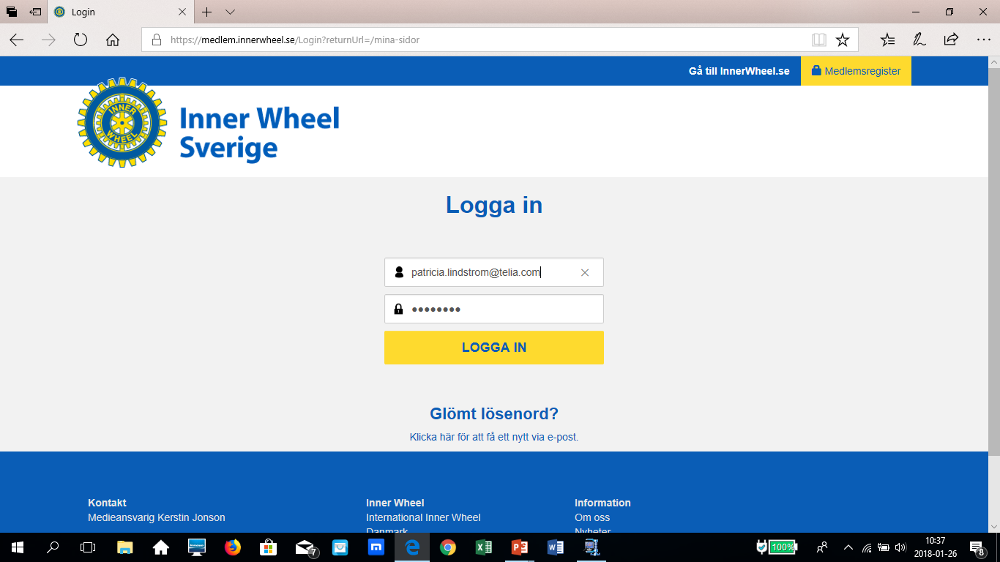 Login
https://medlem.innerwheel.se/Login?returnUrl=/mina-sidor
Gå till InnerWheel.se
Medlemsregister
INNER
WHEEL
Inner Wheel
Sverige
Logga in
patricia.lindstrom@telia.com
••••••••
LOGGA IN
Glömt lösenord?
Klicka här för att få ett nytt via e-post.
Kontakt
Medieansvarig Kerstin Jonson
Inner Wheel
International Inner Wheel
Danmark
Information
Om oss
Nyheter
7
m
100%
10:37
2018-01-26
8